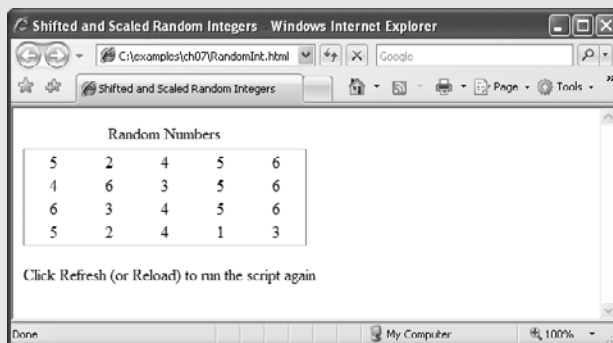 Shifted and Scaled Random Integers - Windows Internet Explorer
C:\examples\ch07\RandomInt.html Google
Shifted and Scaled Random Integers Page Tools
Random Numbers
5 2 4 5 6
4 6 3 5 6
6 3 4 5 6
5 2 4 1 3
Click Refresh (or Reload) to run the script again
Done My Computer 100%